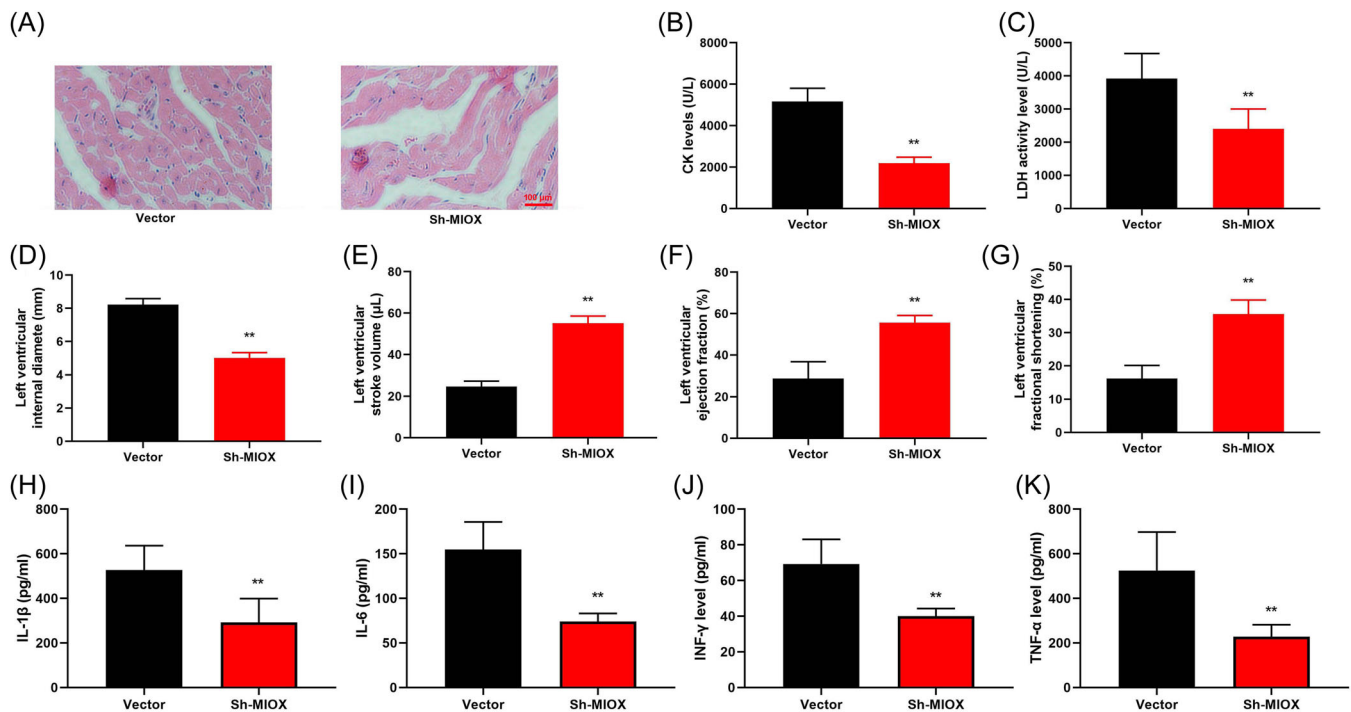 (A)
Vector
Sh-MIOX
100 μm
(B)
CK levels (U/L)
8000
6000
4000
2000
0
**
Vector
Sh-MIOX
(C)
LDH activity level (U/L)
5000
4000
3000
2000
1000
0
**
Vector
Sh-MIOX
(D)
Left ventricular
internal diamete (mm)
10
8
6
4
2
0
**
Vector
Sh-MIOX
(E)
Left ventricular
stroke volume (μL)
80
60
40
20
0
**
Vector
Sh-MIOX
(F)
Left ventricular
ejection fraction (%)
80
60
40
20
0
**
Vector
Sh-MIOX
(G)
Left ventricular
fractional shortening (%)
50
40
30
20
10
0
**
Vector
Sh-MIOX
(H)
IL-1β (pg/ml)
800
600
400
200
0
**
Vector
Sh-MIOX
(I)
IL-6 (pg/ml)
200
150
100
50
0
**
Vector
Sh-MIOX
(J)
INF-γ level (pg/ml)
100
80
60
40
20
0
**
Vector
Sh-MIOX
(K)
TNF-α level (pg/ml)
800
600
400
200
0
**
Vector
Sh-MIOX